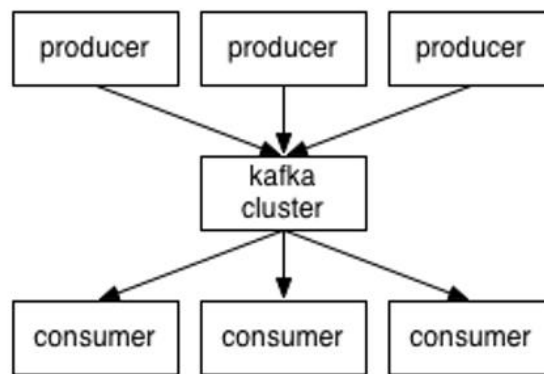 producer producer producer
kafka
cluster
consumer consumer consumer